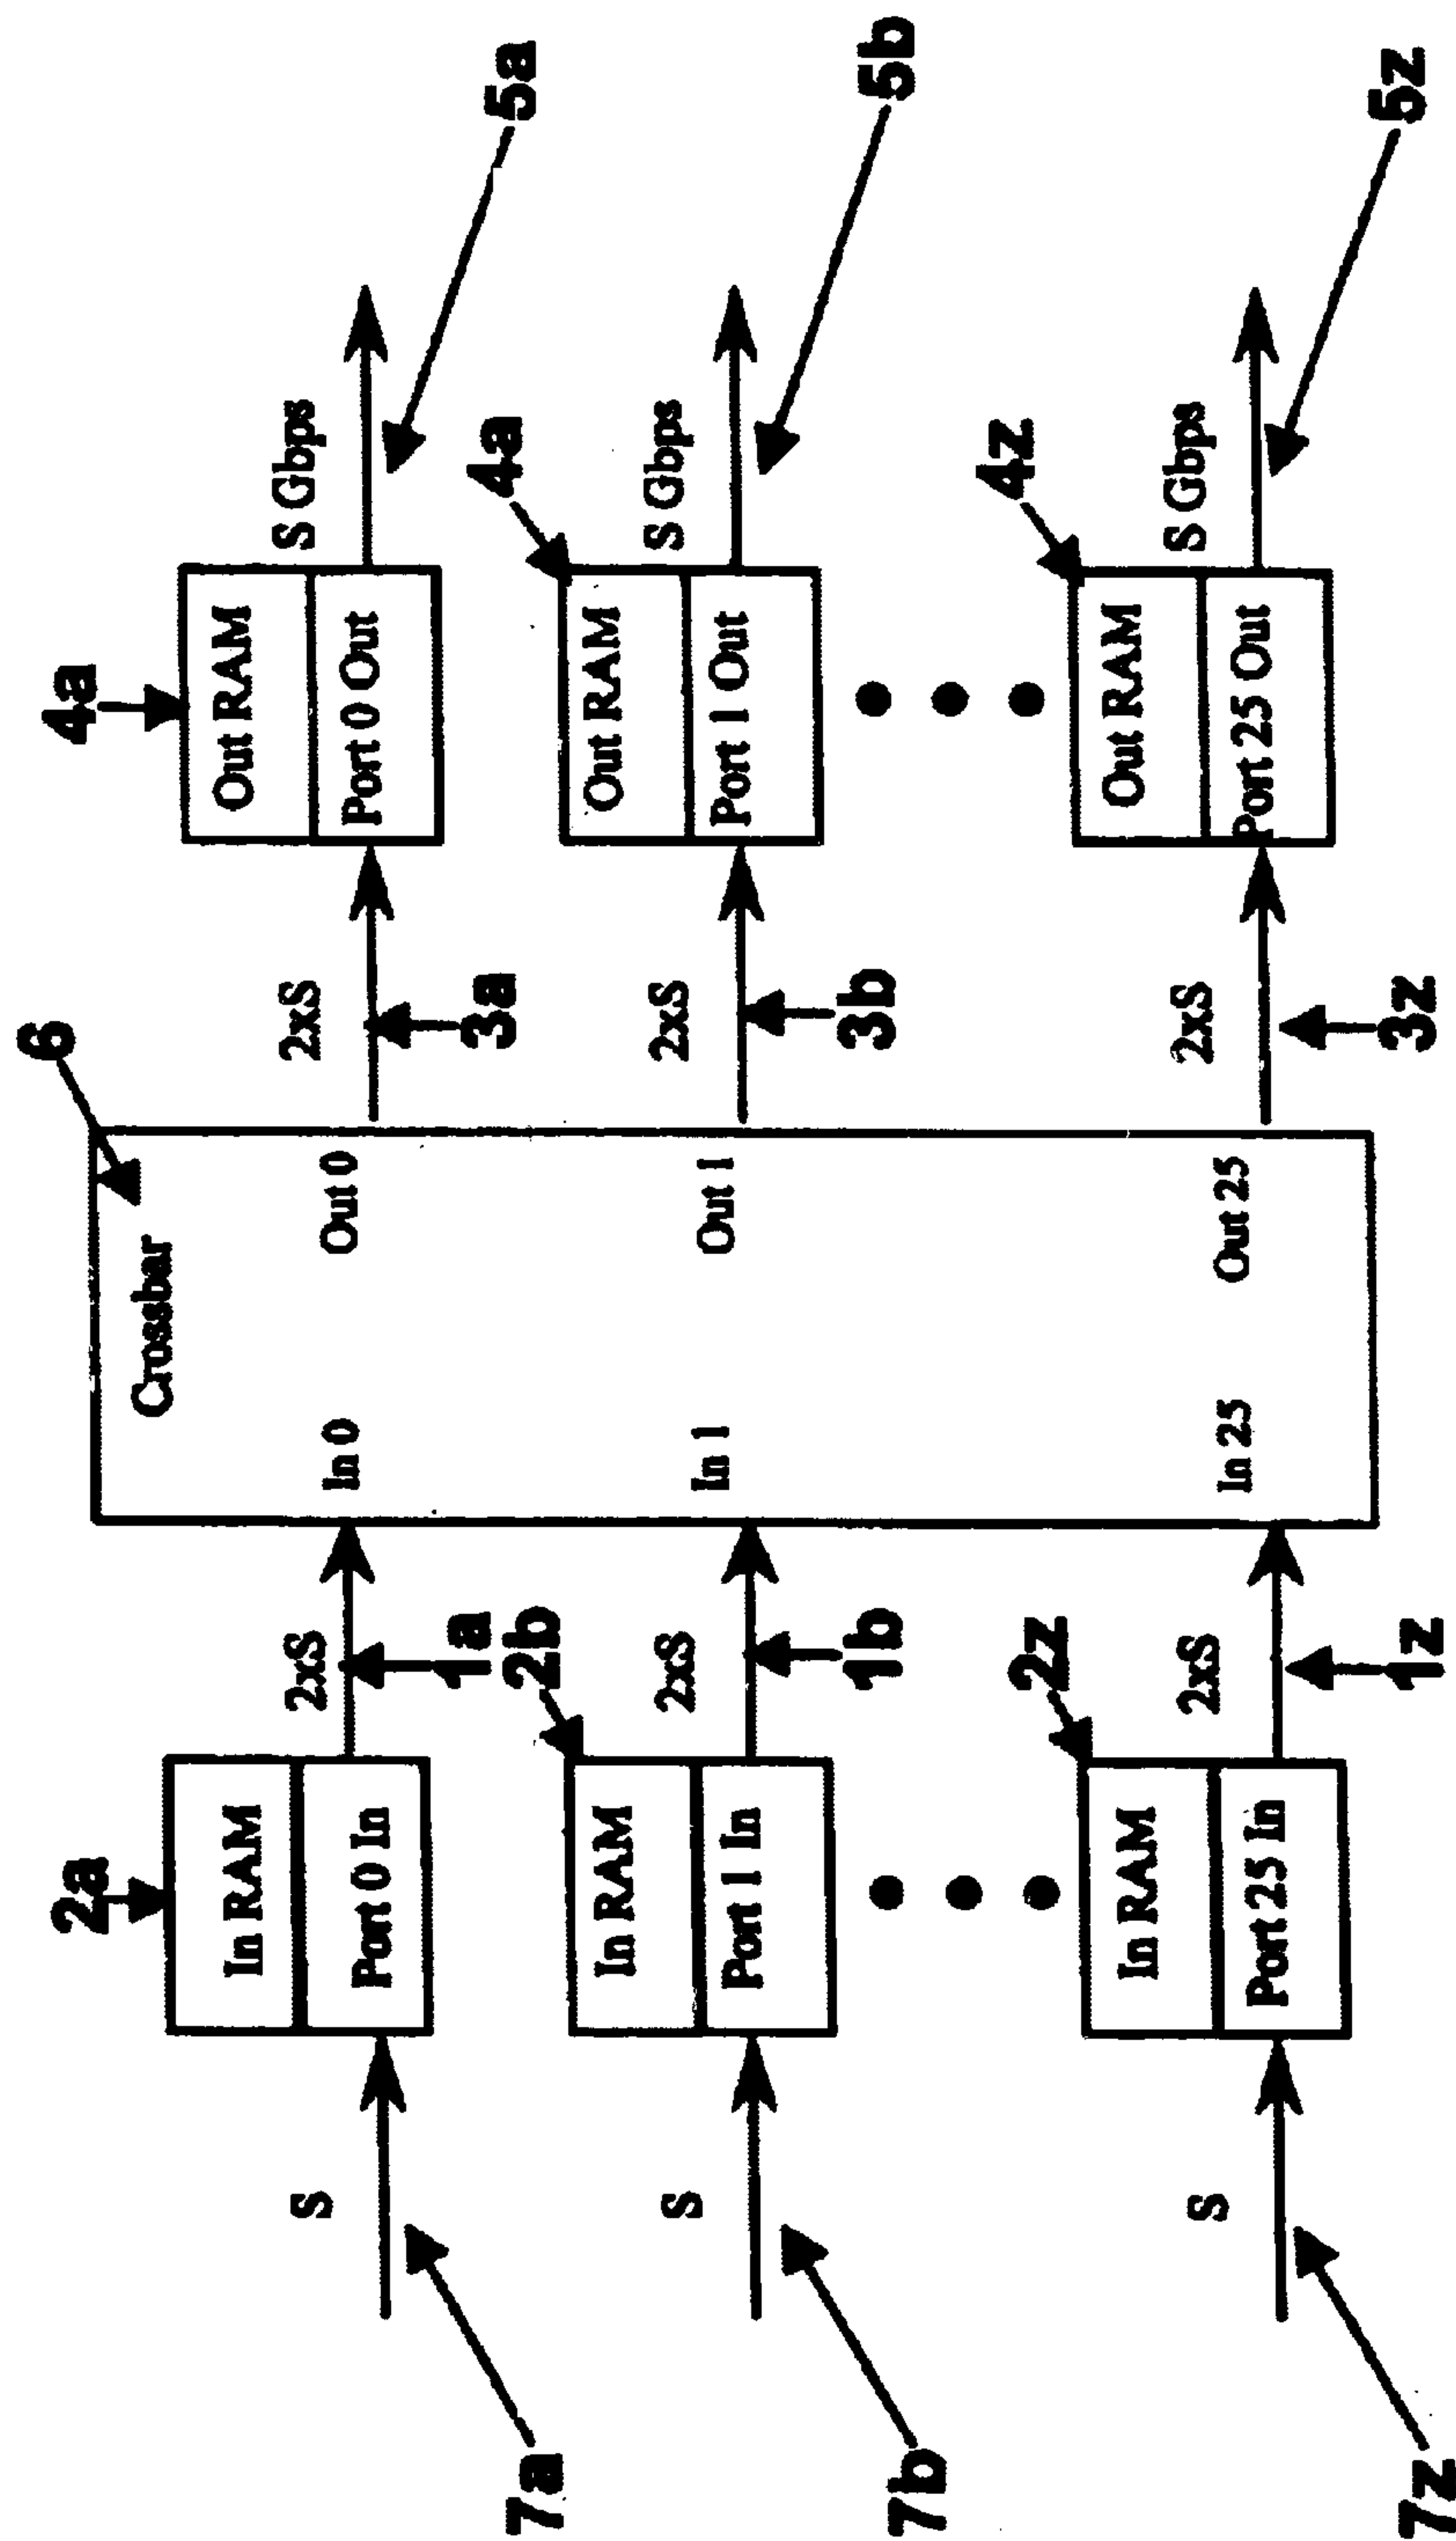 6
Crossbar
2a
In RAM
Port 0 In
S
7a
2xS
1a
In 0
Out 0
2xS
3a
4a
Out RAM
Port 0 Out
S Gbps
5a
2b
In RAM
Port 1 In
S
7b
2xS
1b
In 1
Out 1
2xS
3b
4a
Out RAM
Port 1 Out
S Gbps
5b
2z
In RAM
Port 25 In
S
7z
2xS
1z
In 25
Out 25
2xS
3z
4z
Out RAM
Port 25 Out
S Gbps
5z